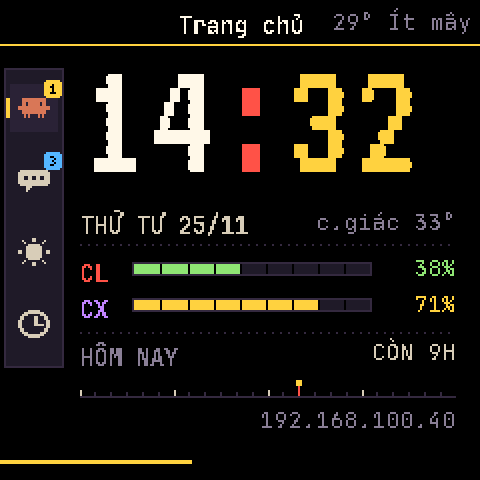 Trang chủ 29° Ít mây
1
14:32
3
THỨ TƯ 25/11 c.giác 33°
CL 38%
CX 71%
HÔM NAY CÒN 9H
192.168.100.40